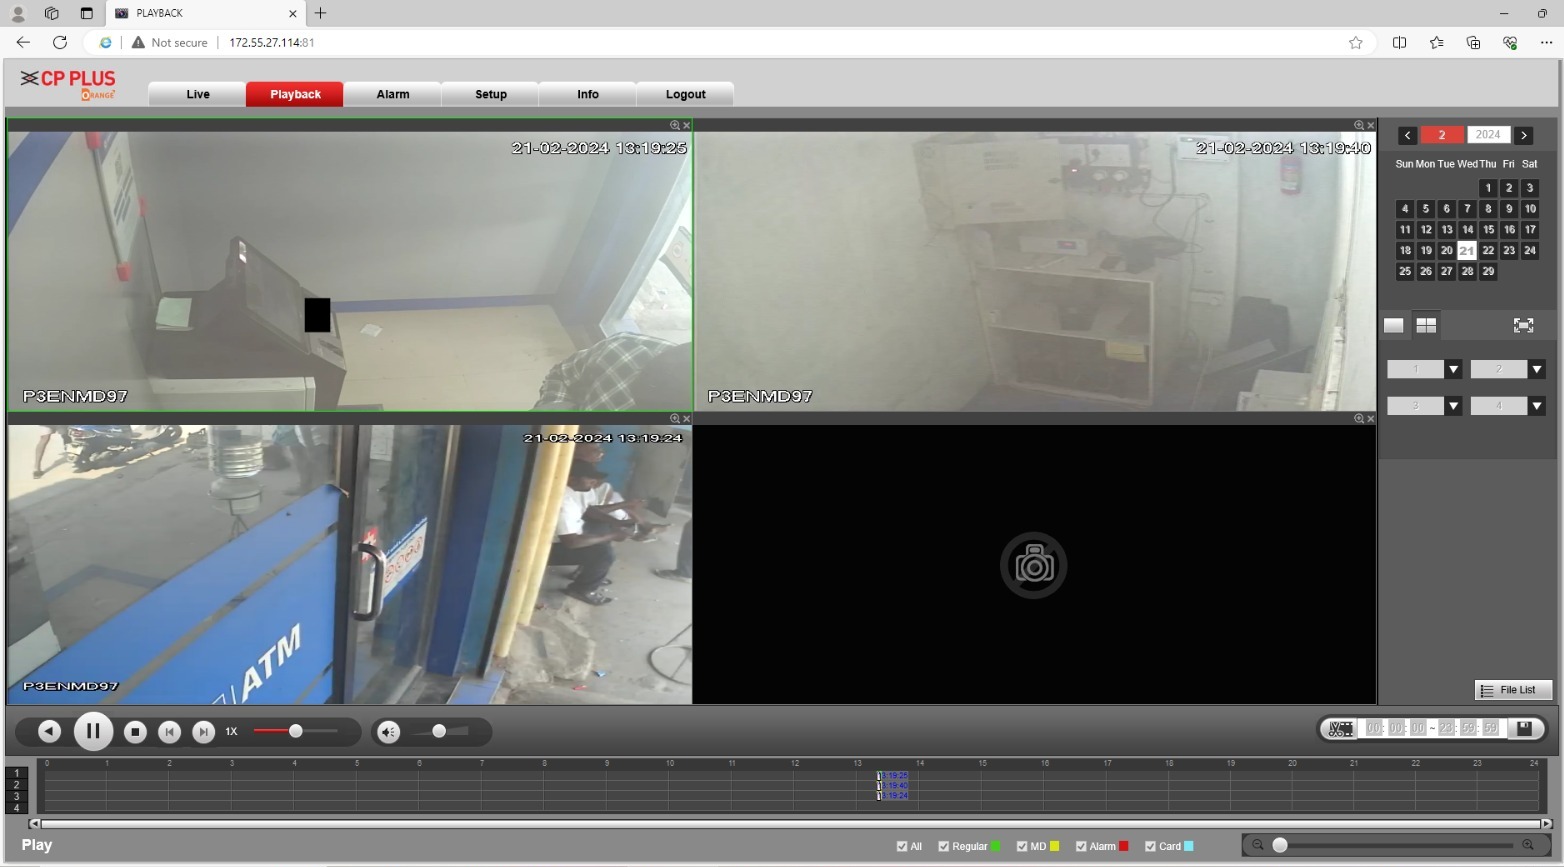 PLAYBACK
Not secure
172.55.27.114:81
CP PLUS
ORANGE
Live
Playback
Alarm
Setup
Info
Logout
21-02-2024 13:19:25
P3ENMD97
21-02-2024 13:19:40
P3ENMD97
21-02-2024 13:19:24
ATM
P3ENMD97
2 2024
Sun Mon Tue Wed Thu Fri Sat
1 2 3
4 5 6 7 8 9 10
11 12 13 14 15 16 17
18 19 20 21 22 23 24
25 26 27 28 29
1 2
3 4
File List
1X
00: 00: 00 ~ 23: 59: 59
0 1 2 3 4 5 6 7 8 9 10 11 12 13 14 15 16 17 18 19 20 21 22 23 24
1 13:19:25
2 13:19:40
3 13:19:24
4
Play
All Regular MD Alarm Card